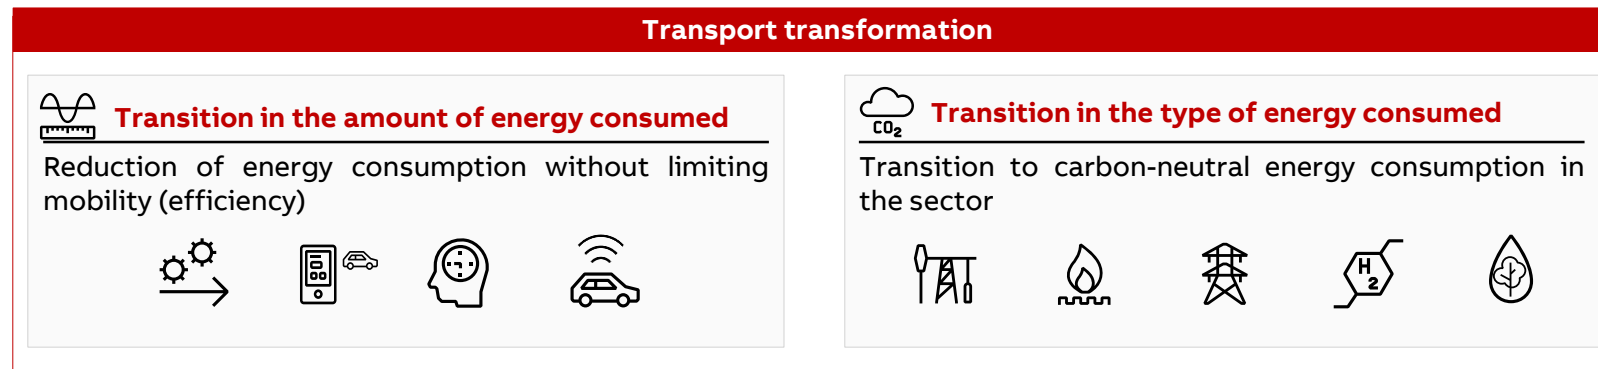 Transport transformation
Transition in the amount of energy consumed
Reduction of energy consumption without limiting
mobility (efficiency)
CO₂
Transition in the type of energy consumed
Transition to carbon-neutral energy consumption in
the sector
H
2